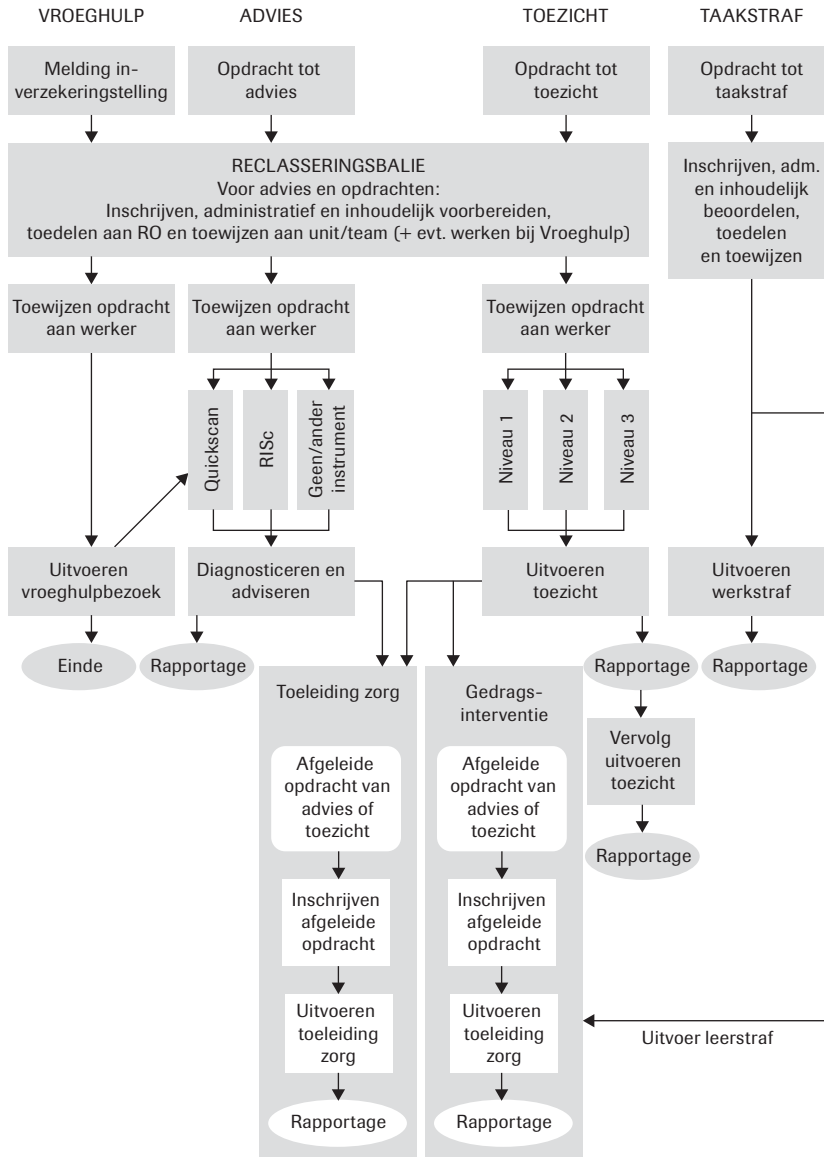 VROEGHULP
ADVIES
TOEZICHT
TAAKSTRAF
Melding in-
verzekeringstelling
Opdracht tot
advies
Opdracht tot
toezicht
Opdracht tot
taakstraf
RECLASSERINGSBALIE
Voor advies en opdrachten:
Inschrijven, administratief en inhoudelijk voorbereiden,
toedelen aan RO en toewijzen aan unit/team (+ evt. werken bij Vroeghulp)
Inschrijven, adm.
en inhoudelijk
beoordelen,
toedelen
en toewijzen
Toewijzen opdracht
aan werker
Toewijzen opdracht
aan werker
Toewijzen opdracht
aan werker
Quickscan
RISc
Geen/ander
instrument
Niveau 1
Niveau 2
Niveau 3
Uitvoeren
vroeghulpbezoek
Diagnosticeren en
adviseren
Uitvoeren
toezicht
Uitvoeren
werkstraf
Einde
Rapportage
Rapportage
Rapportage
Toeleiding zorg
Gedrags-
interventie
Vervolg
uitvoeren
toezicht
Rapportage
Afgeleide
opdracht van
advies of
toezicht
Afgeleide
opdracht van
advies of
toezicht
Inschrijven
afgeleide
opdracht
Inschrijven
afgeleide
opdracht
Uitvoeren
toeleiding
zorg
Uitvoeren
toeleiding
zorg
Uitvoer leerstraf
Rapportage
Rapportage